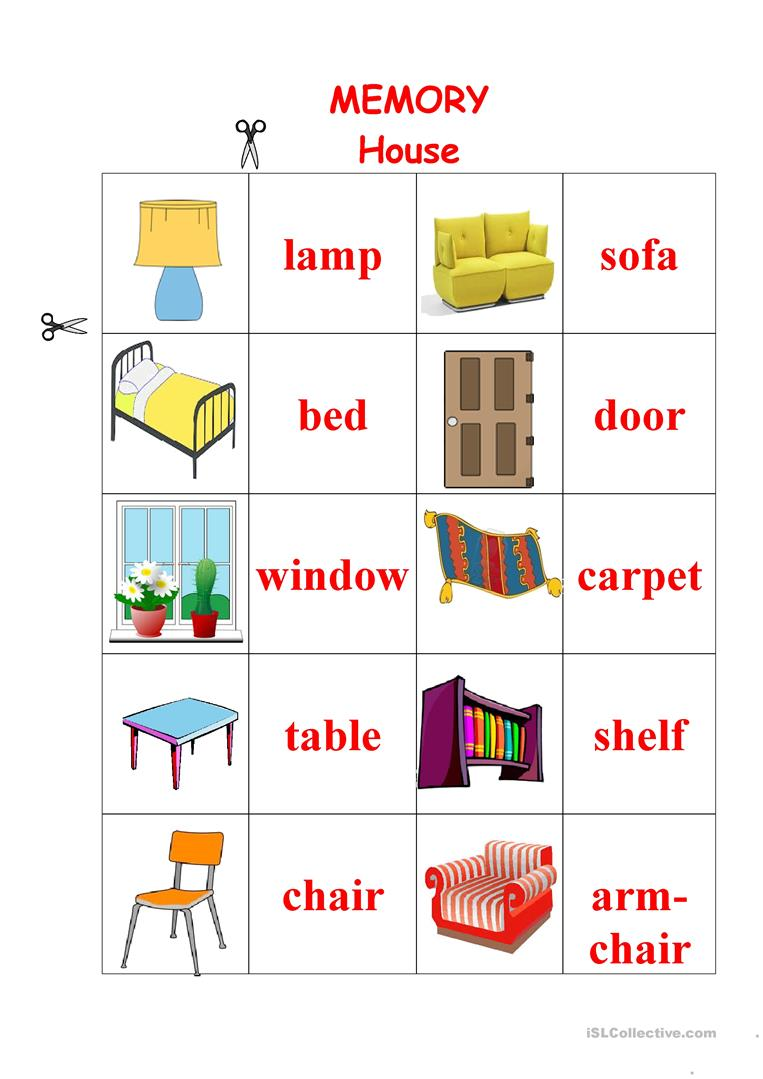 MEMORY
House
lamp
sofa
bed
door
window
carpet
table
shelf
chair
arm-
chair
iSLCollective.com